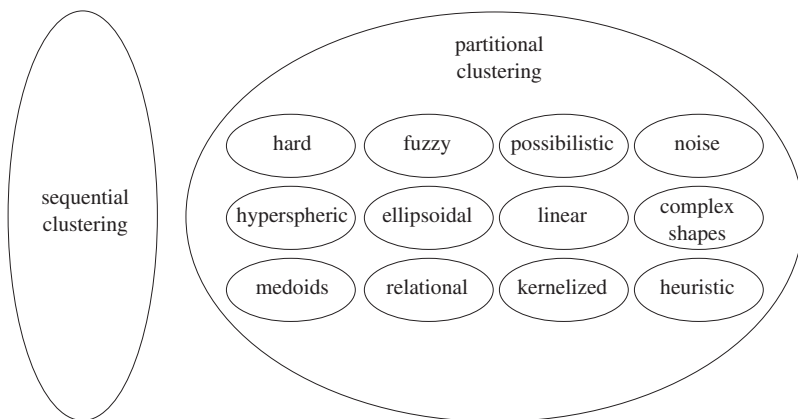 partitional
clustering
hard
fuzzy
possibilistic
noise
sequential
clustering
hyperspheric
ellipsoidal
linear
complex
shapes
medoids
relational
kernelized
heuristic